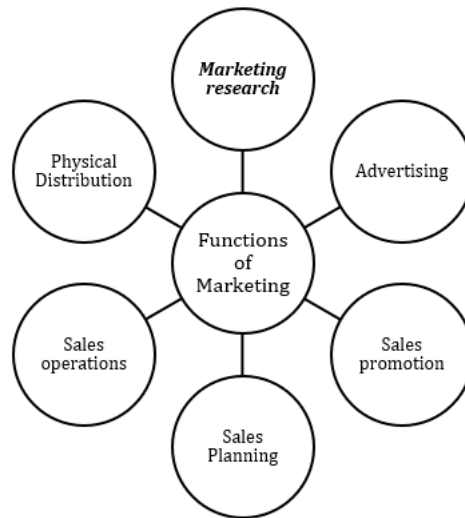 Marketing
research
Physical
Distribution
Advertising
Functions
of
Marketing
Sales
operations
Sales
promotion
Sales
Planning